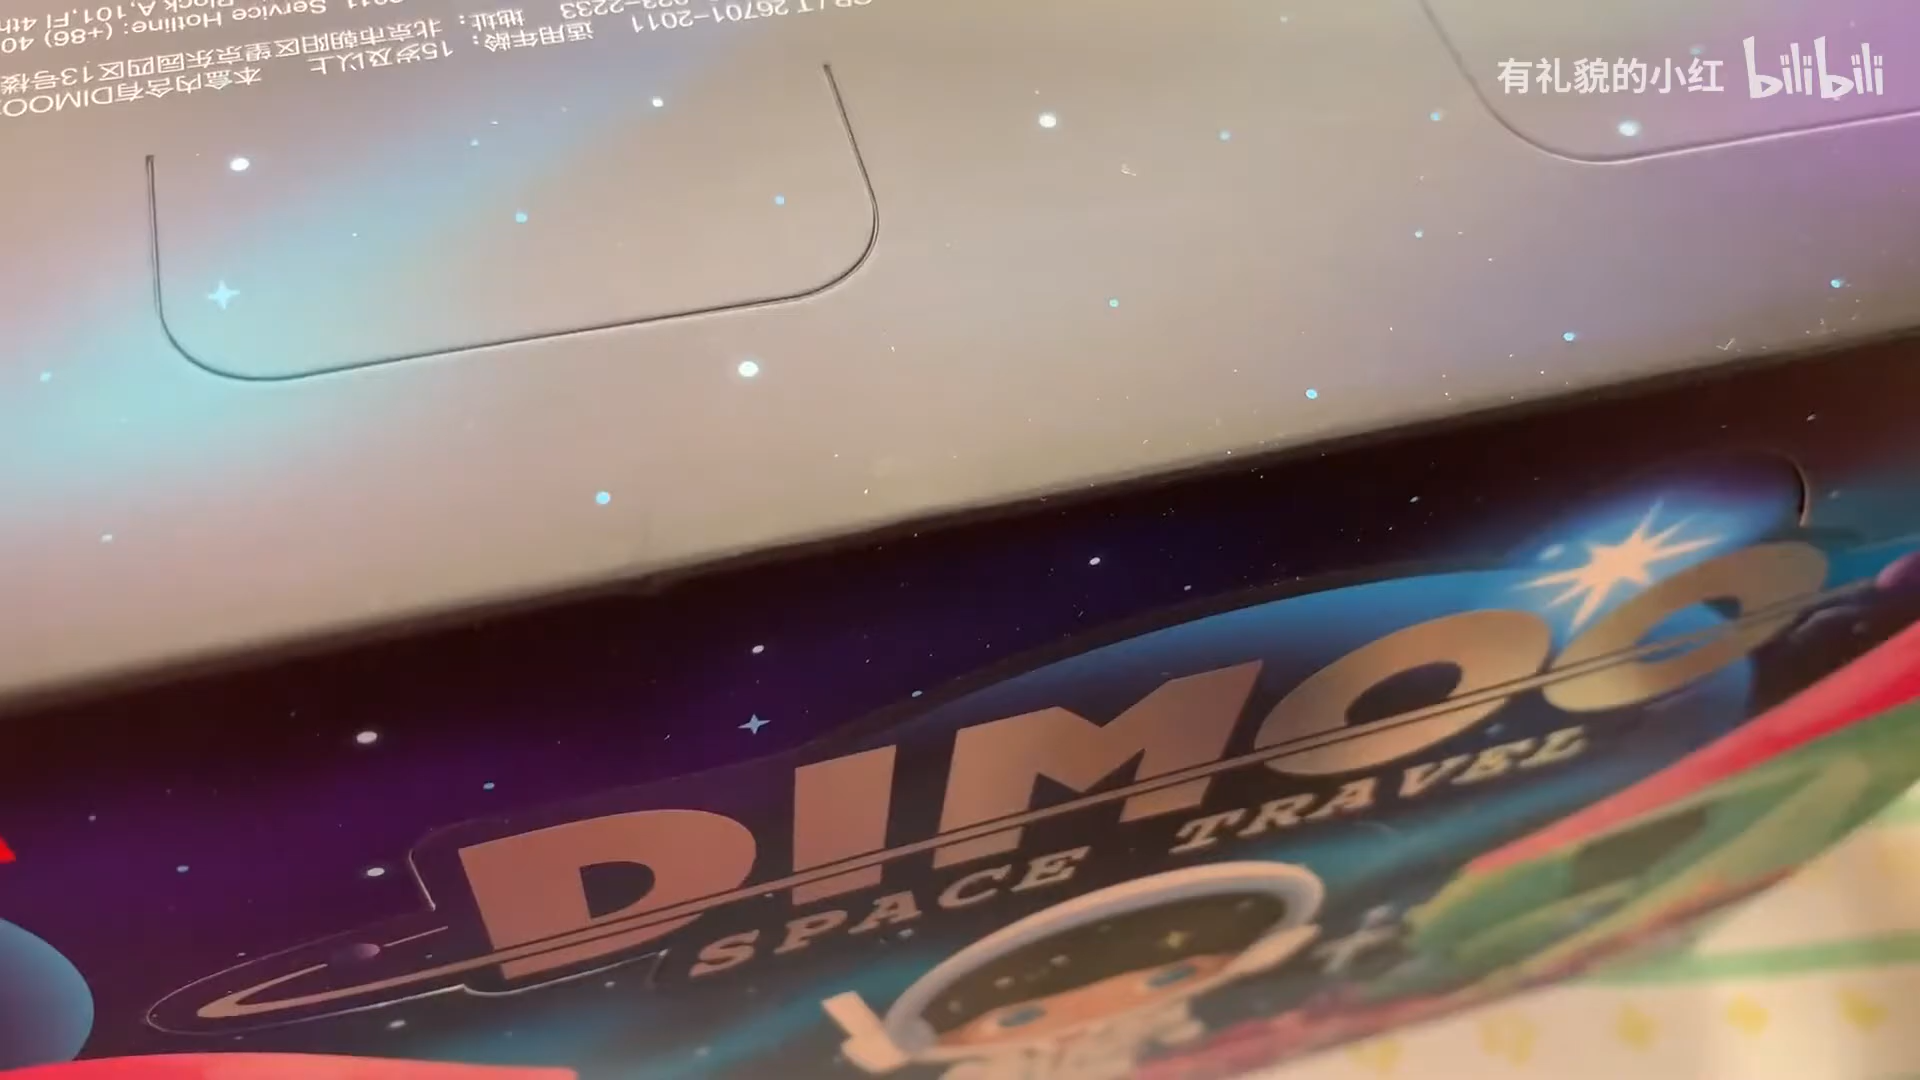 有礼貌的小红 bilibili
本盒内含有DIMOO
地址：北京市朝阳区望京东园四区13号楼
适用年龄：15岁及以上
Service Hotline: (+86) 40
Block A,101.Fl 4th
26701-2011
DIMOO
SPACE TRAVEL